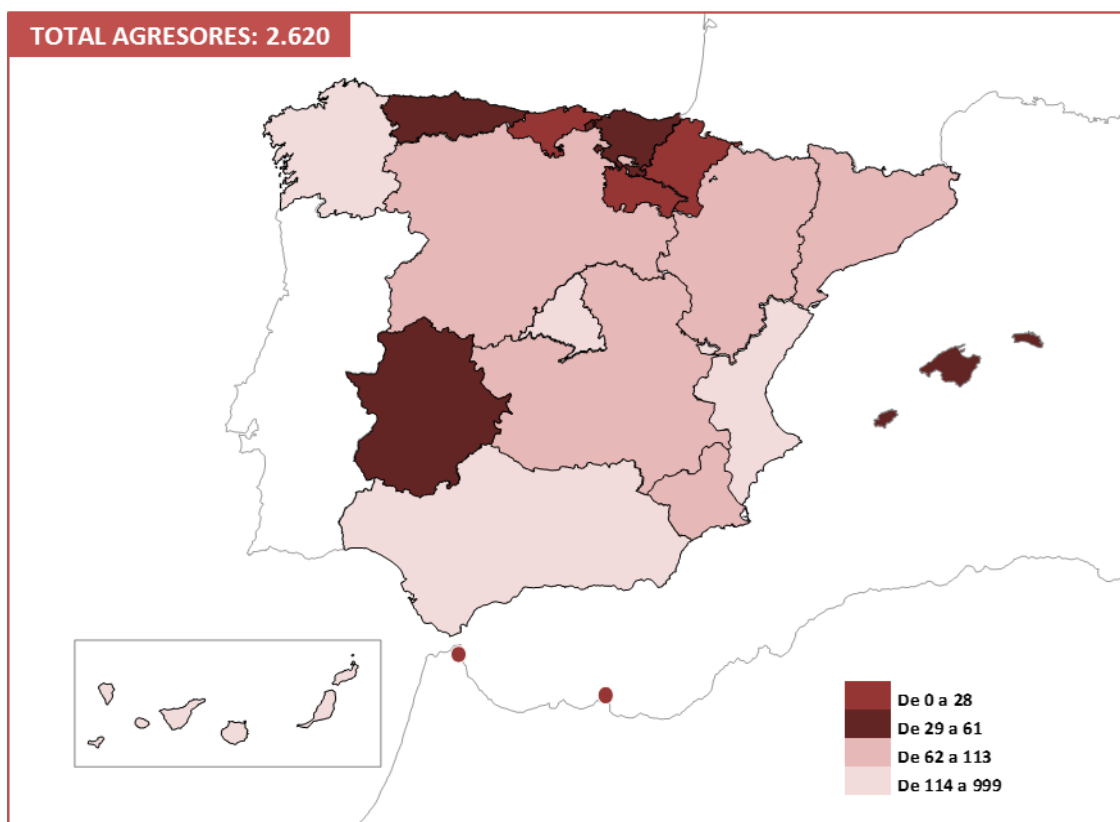 TOTAL AGRESORES: 2.620
De 0 a 28
De 29 a 61
De 62 a 113
De 114 a 999